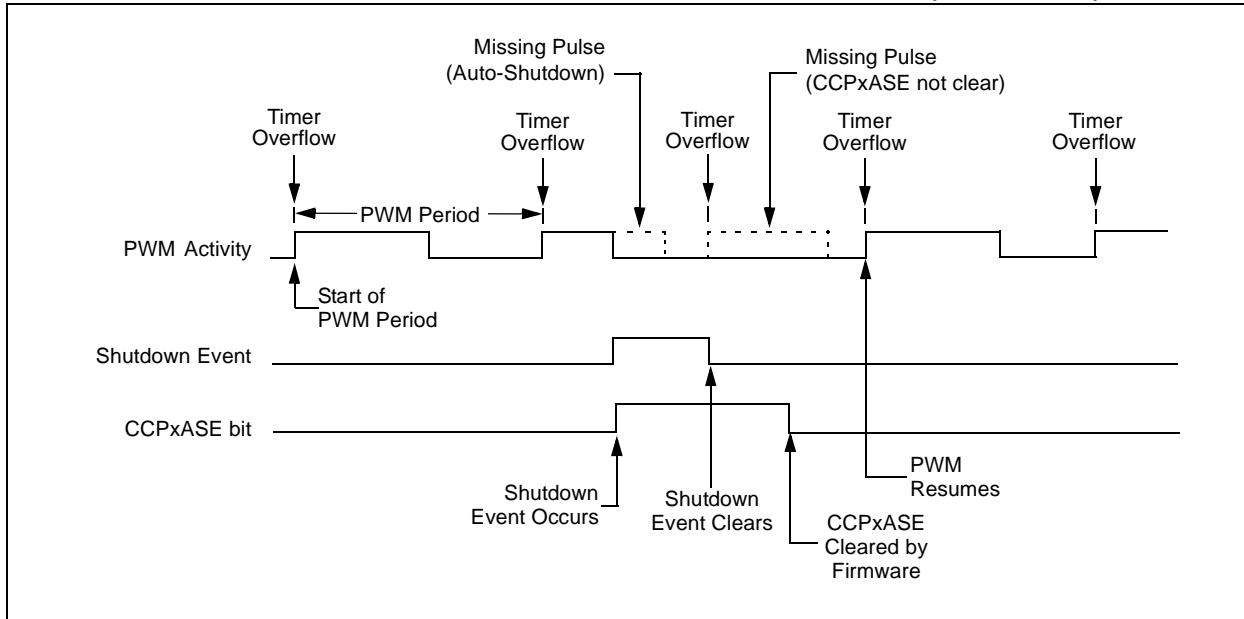 Missing Pulse
(Auto-Shutdown)
Missing Pulse
(CCPxASE not clear)
Timer
Overflow
Timer
Overflow
Timer
Overflow
Timer
Overflow
Timer
Overflow
PWM Period
PWM Activity
Start of
PWM Period
Shutdown Event
CCPxASE bit
Shutdown
Event Occurs
Shutdown
Event Clears
CCPxASE
Cleared by
Firmware
PWM
Resumes